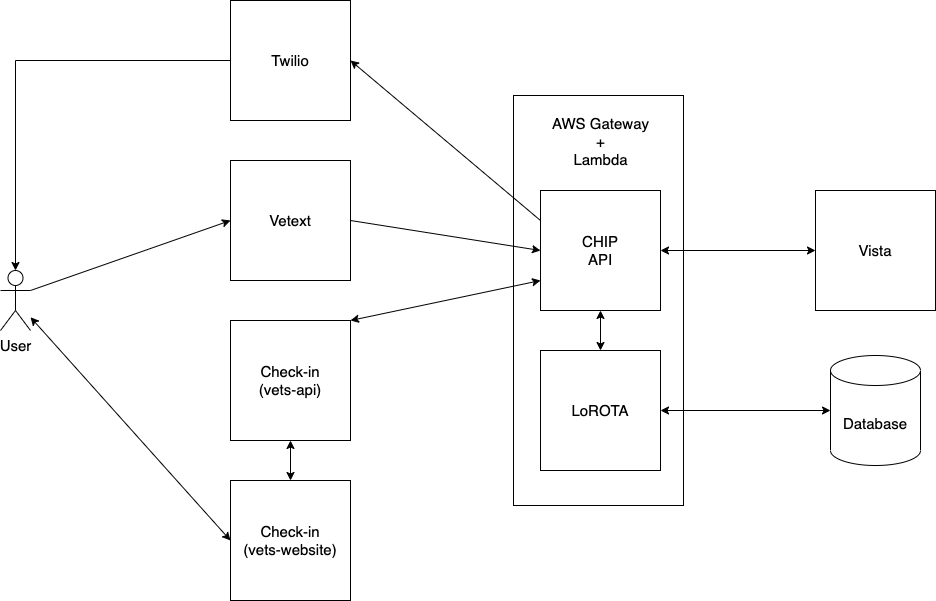 Twilio
AWS Gateway
+
Lambda
Vetext
CHIP
API
Vista
User
Check-in
(vets-api)
LoROTA
Database
Check-in
(vets-website)